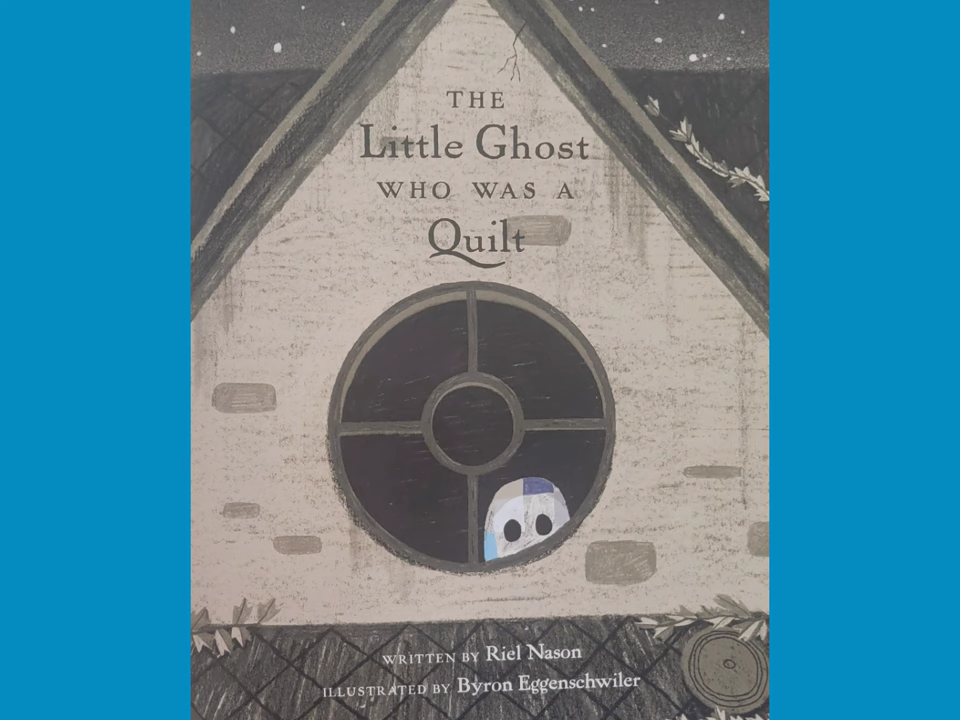 THE
Little Ghost
WHO WAS A
Quilt
WRITTEN BY Riel Nason
ILLUSTRATED BY Byron Eggenschwiler